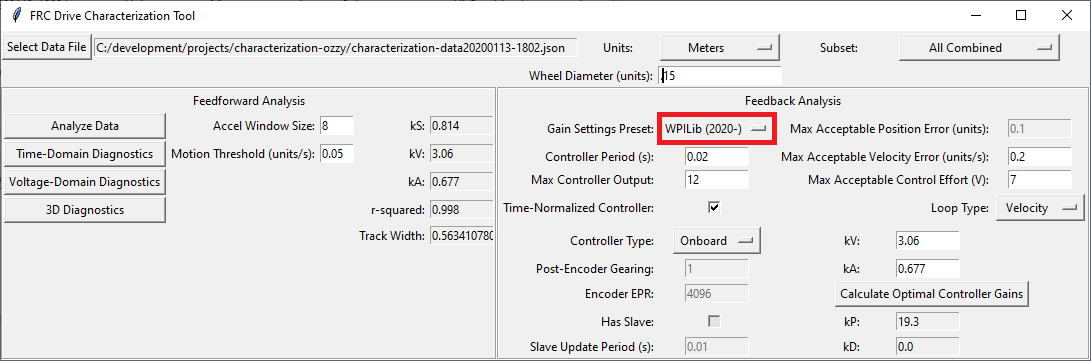 FRC Drive Characterization Tool
Select Data File C:/development/projects/characterization-ozzy/characterization-data20200113-1802.json Units: Meters Subset: All Combined
Wheel Diameter (units): .15
Feedforward Analysis
Analyze Data Accel Window Size: 8 kS: 0.814
Time-Domain Diagnostics Motion Threshold (units/s): 0.05 kV: 3.06
Voltage-Domain Diagnostics kA: 0.677
3D Diagnostics r-squared: 0.998
Track Width: 0.563410780
Feedback Analysis
Gain Settings Preset: WPILib (2020-) Max Acceptable Position Error (units): 0.1
Controller Period (s): 0.02 Max Acceptable Velocity Error (units/s): 0.2
Max Controller Output: 12 Max Acceptable Control Effort (V): 7
Time-Normalized Controller: Loop Type: Velocity
Controller Type: Onboard kV: 3.06
Post-Encoder Gearing: 1 kA: 0.677
Encoder EPR: 4096 Calculate Optimal Controller Gains
Has Slave: kP: 19.3
Slave Update Period (s): 0.01 kD: 0.0